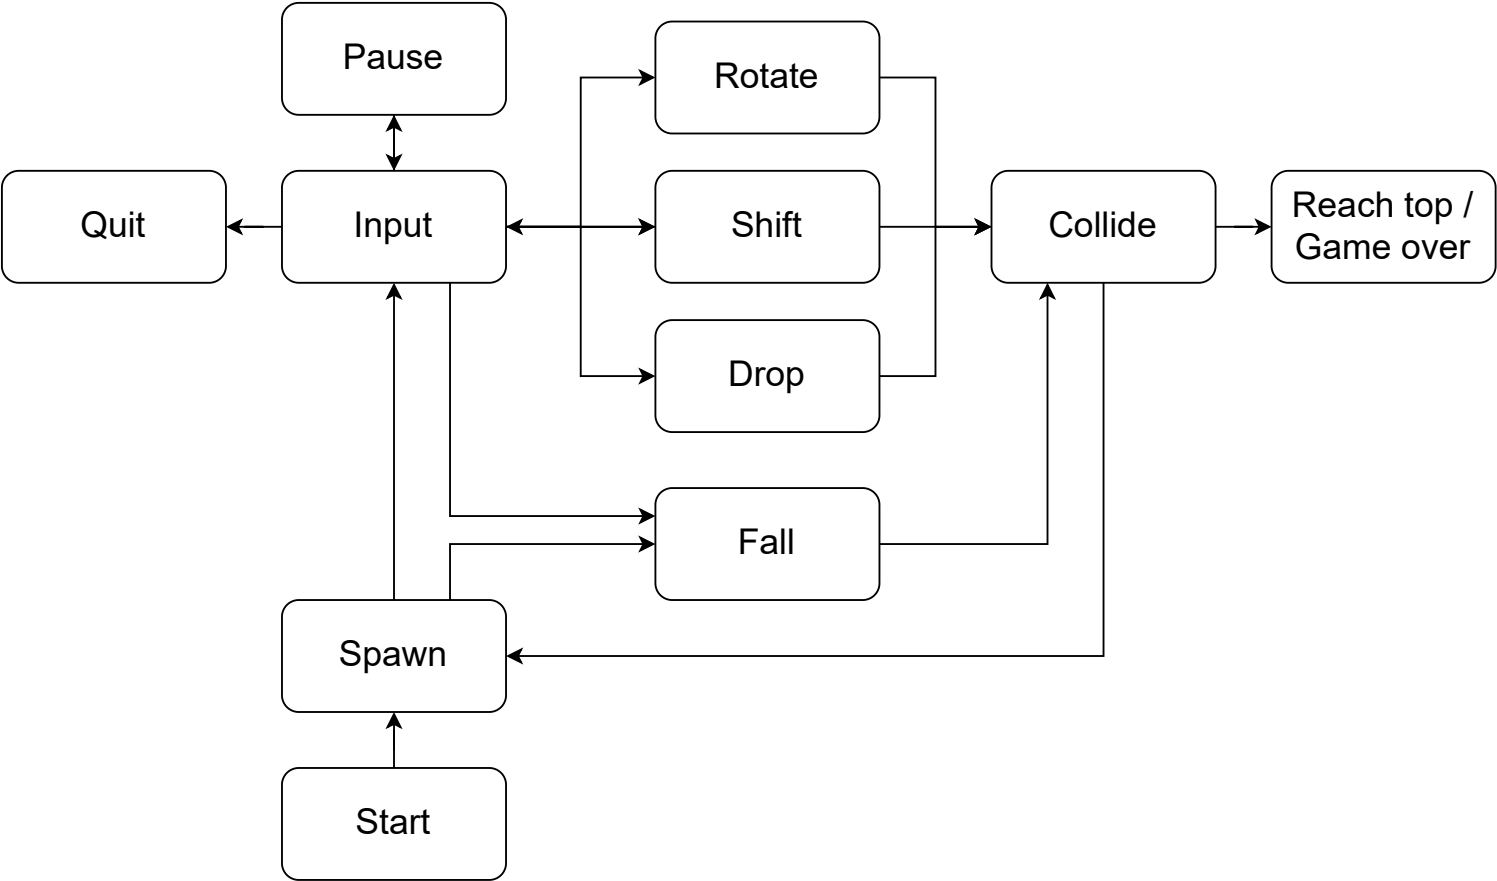 Pause
Rotate
Quit
Input
Shift
Collide
Reach top /
Game over
Drop
Fall
Spawn
Start